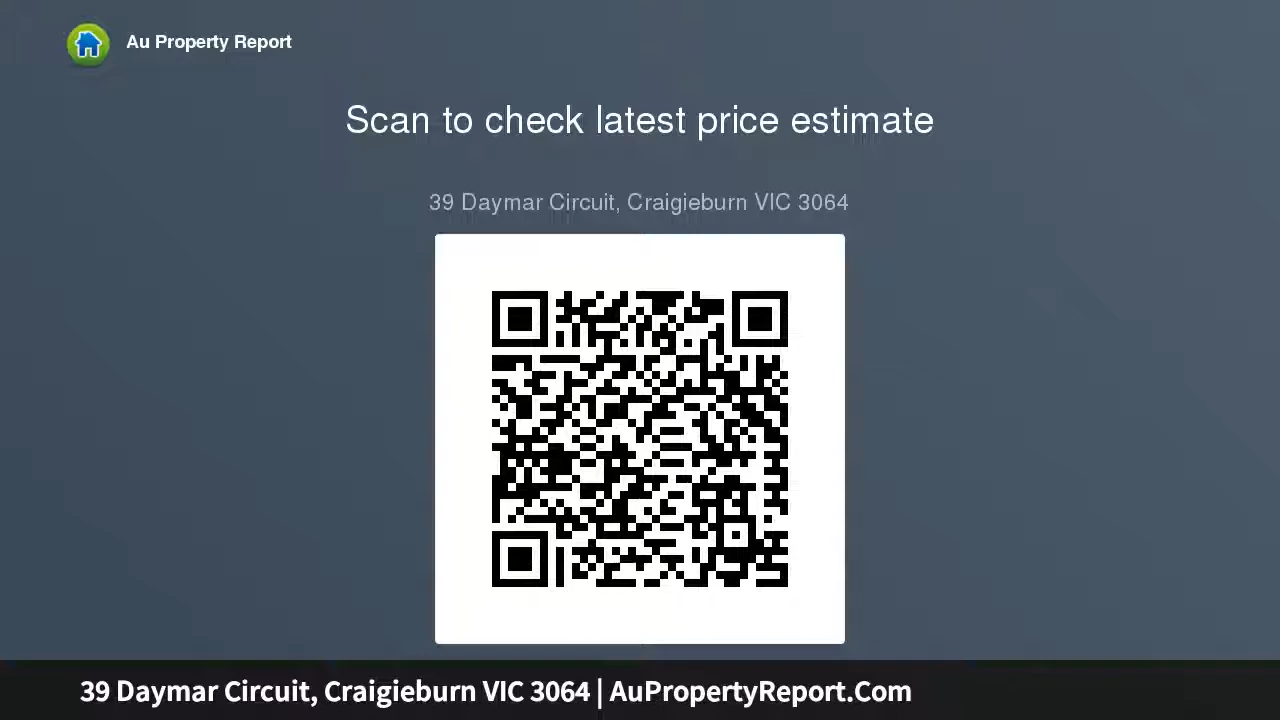 Au Property Report
Scan to check latest price estimate
39 Daymar Circuit, Craigieburn VIC 3064
39 Daymar Circuit, Craigieburn VIC 3064 | AuPropertyReport.Com